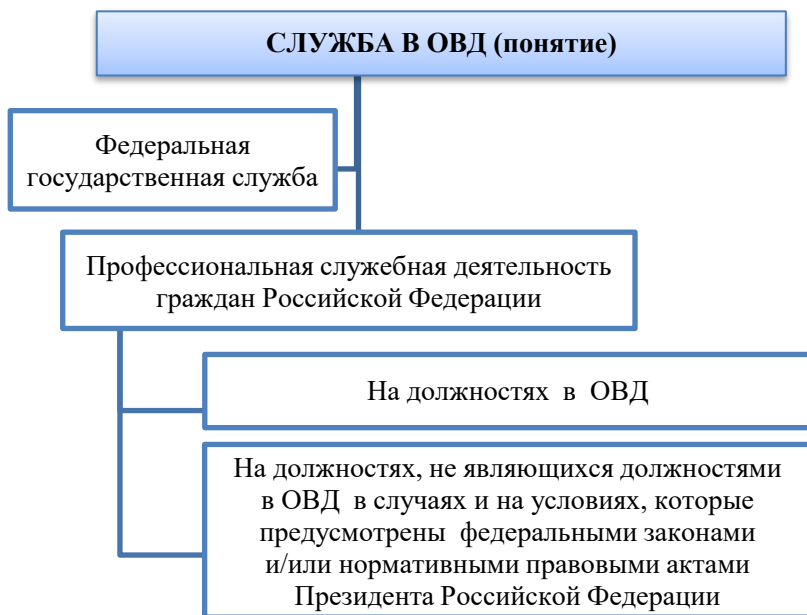 СЛУЖБА В ОВД (понятие)
Федеральная
государственная служба
Профессиональная служебная деятельность
граждан Российской Федерации
На должностях в ОВД
На должностях, не являющихся должностями
в ОВД в случаях и на условиях, которые
предусмотрены федеральными законами
и/или нормативными правовыми актами
Президента Российской Федерации